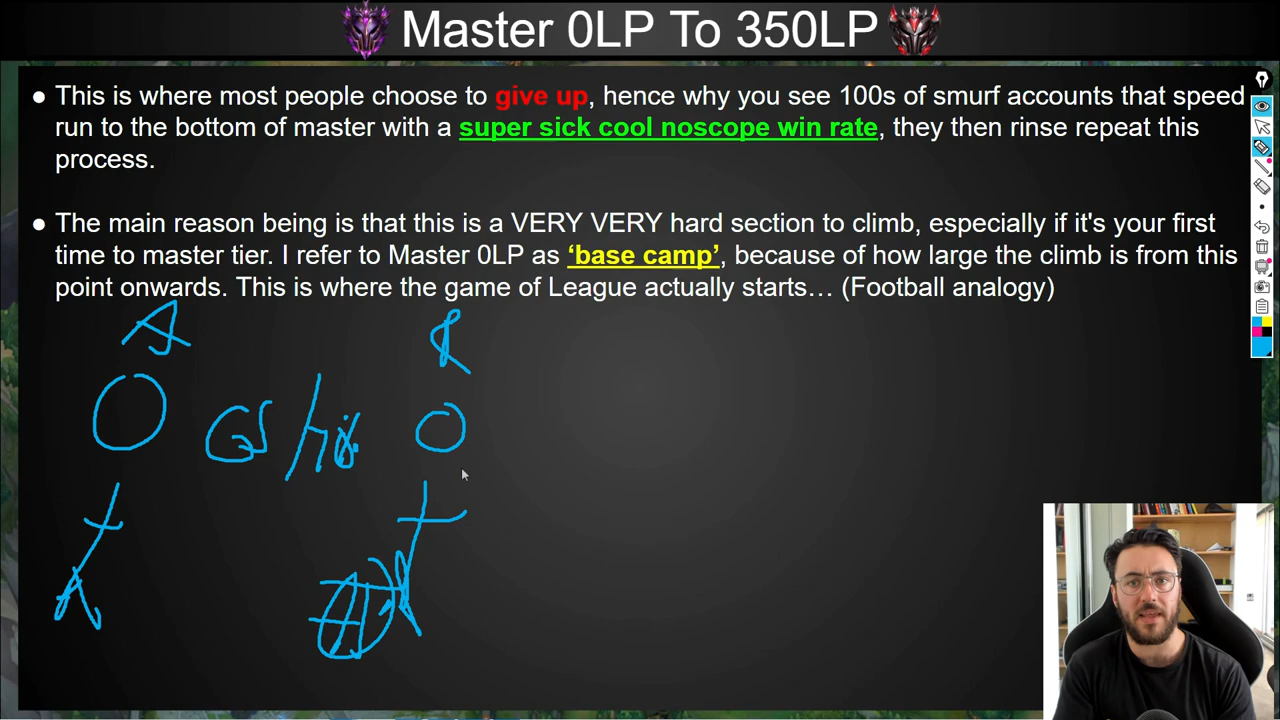 Master 0LP To 350LP
● This is where most people choose to give up, hence why you see 100s of smurf accounts that speed
run to the bottom of master with a super sick cool noscope win rate, they then rinse repeat this
process.
● The main reason being is that this is a VERY VERY hard section to climb, especially if it's your first
time to master tier. I refer to Master 0LP as ‘base camp’, because of how large the climb is from this
point onwards. This is where the game of League actually starts… (Football analogy)
A